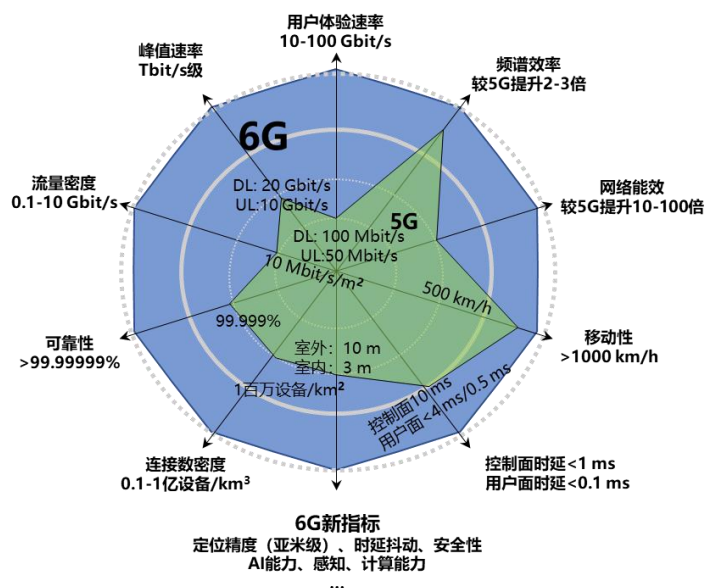 用户体验速率
10-100 Gbit/s
峰值速率
Tbit/s级
频谱效率
较5G提升2-3倍
6G
流量密度
0.1-10 Gbit/s
DL: 20 Gbit/s
UL:10 Gbit/s
5G
网络能效
较5G提升10-100倍
DL: 100 Mbit/s
UL:50 Mbit/s
10 Mbit/s/m²
500 km/h
99.999%
可靠性
>99.99999%
移动性
>1000 km/h
室外：10 m
室内：3 m
1百万设备/km²
控制面10 ms
用户面<4 ms/0.5 ms
连接数密度
0.1-1亿设备/km³
控制面时延<1 ms
用户面时延<0.1 ms
6G新指标
定位精度（亚米级）、时延抖动、安全性
AI能力、感知、计算能力
...